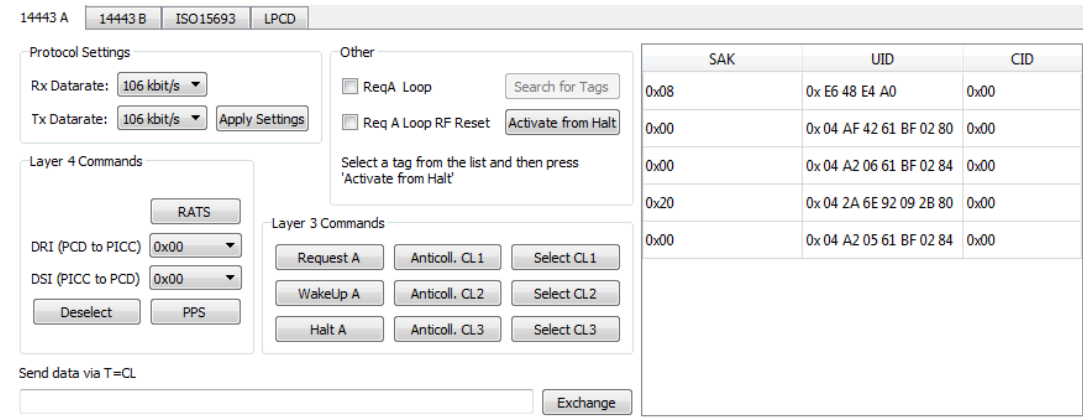 14443 A 14443 B ISO15693 LPCD
Protocol Settings
Rx Datarate: 106 kbit/s
Tx Datarate: 106 kbit/s Apply Settings
Other
ReqA Loop Search for Tags
Req A Loop RF Reset Activate from Halt
Select a tag from the list and then press
'Activate from Halt'
Layer 4 Commands
RATS
DRI (PCD to PICC) 0x00
DSI (PICC to PCD) 0x00
Deselect PPS
Layer 3 Commands
Request A Anticoll. CL1 Select CL1
WakeUp A Anticoll. CL2 Select CL2
Halt A Anticoll. CL3 Select CL3
Send data via T=CL
Exchange
SAK UID CID
0x08 0x E6 48 E4 A0 0x00
0x00 0x 04 AF 42 61 BF 02 80 0x00
0x00 0x 04 A2 06 61 BF 02 84 0x00
0x20 0x 04 2A 6E 92 09 2B 80 0x00
0x00 0x 04 A2 05 61 BF 02 84 0x00